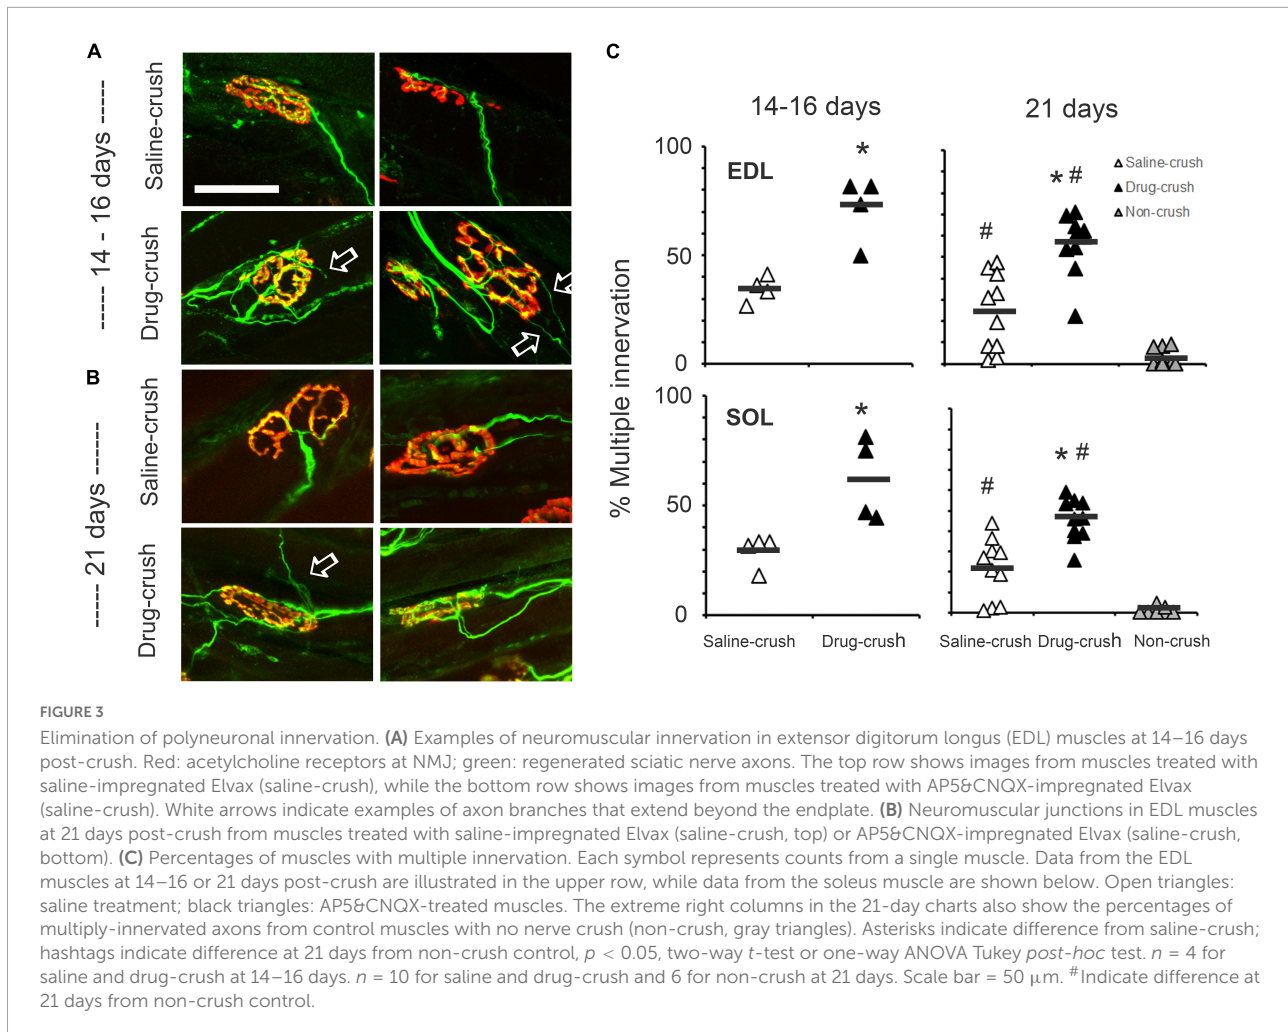 A
C
------ 14 - 16 days ------
Saline-crush
Drug-crush
B
------ 21 days ------
Saline-crush
Drug-crush
14-16 days
21 days
% Multiple innervation
100
50
0
EDL
*
#
* #
Saline-crush
Drug-crush
Non-crush
100
50
0
SOL
*
#
* #
Saline-crush
Drug-crush
Saline-crush
Drug-crush
Non-crush
FIGURE 3
Elimination of polyneuronal innervation. (A) Examples of neuromuscular innervation in extensor digitorum longus (EDL) muscles at 14–16 days
post-crush. Red: acetylcholine receptors at NMJ; green: regenerated sciatic nerve axons. The top row shows images from muscles treated with
saline-impregnated Elvax (saline-crush), while the bottom row shows images from muscles treated with AP5&CNQX-impregnated Elvax
(saline-crush). White arrows indicate examples of axon branches that extend beyond the endplate. (B) Neuromuscular junctions in EDL muscles
at 21 days post-crush from muscles treated with saline-impregnated Elvax (saline-crush, top) or AP5&CNQX-impregnated Elvax (saline-crush,
bottom). (C) Percentages of muscles with multiple innervation. Each symbol represents counts from a single muscle. Data from the EDL
muscles at 14–16 or 21 days post-crush are illustrated in the upper row, while data from the soleus muscle are shown below. Open triangles:
saline treatment; black triangles: AP5&CNQX-treated muscles. The extreme right columns in the 21-day charts also show the percentages of
multiply-innervated axons from control muscles with no nerve crush (non-crush, gray triangles). Asterisks indicate difference from saline-crush;
hashtags indicate difference at 21 days from non-crush control, p < 0.05, two-way t-test or one-way ANOVA Tukey post-hoc test. n = 4 for
saline and drug-crush at 14–16 days. n = 10 for saline and drug-crush and 6 for non-crush at 21 days. Scale bar = 50 μm. #Indicate difference at
21 days from non-crush control.